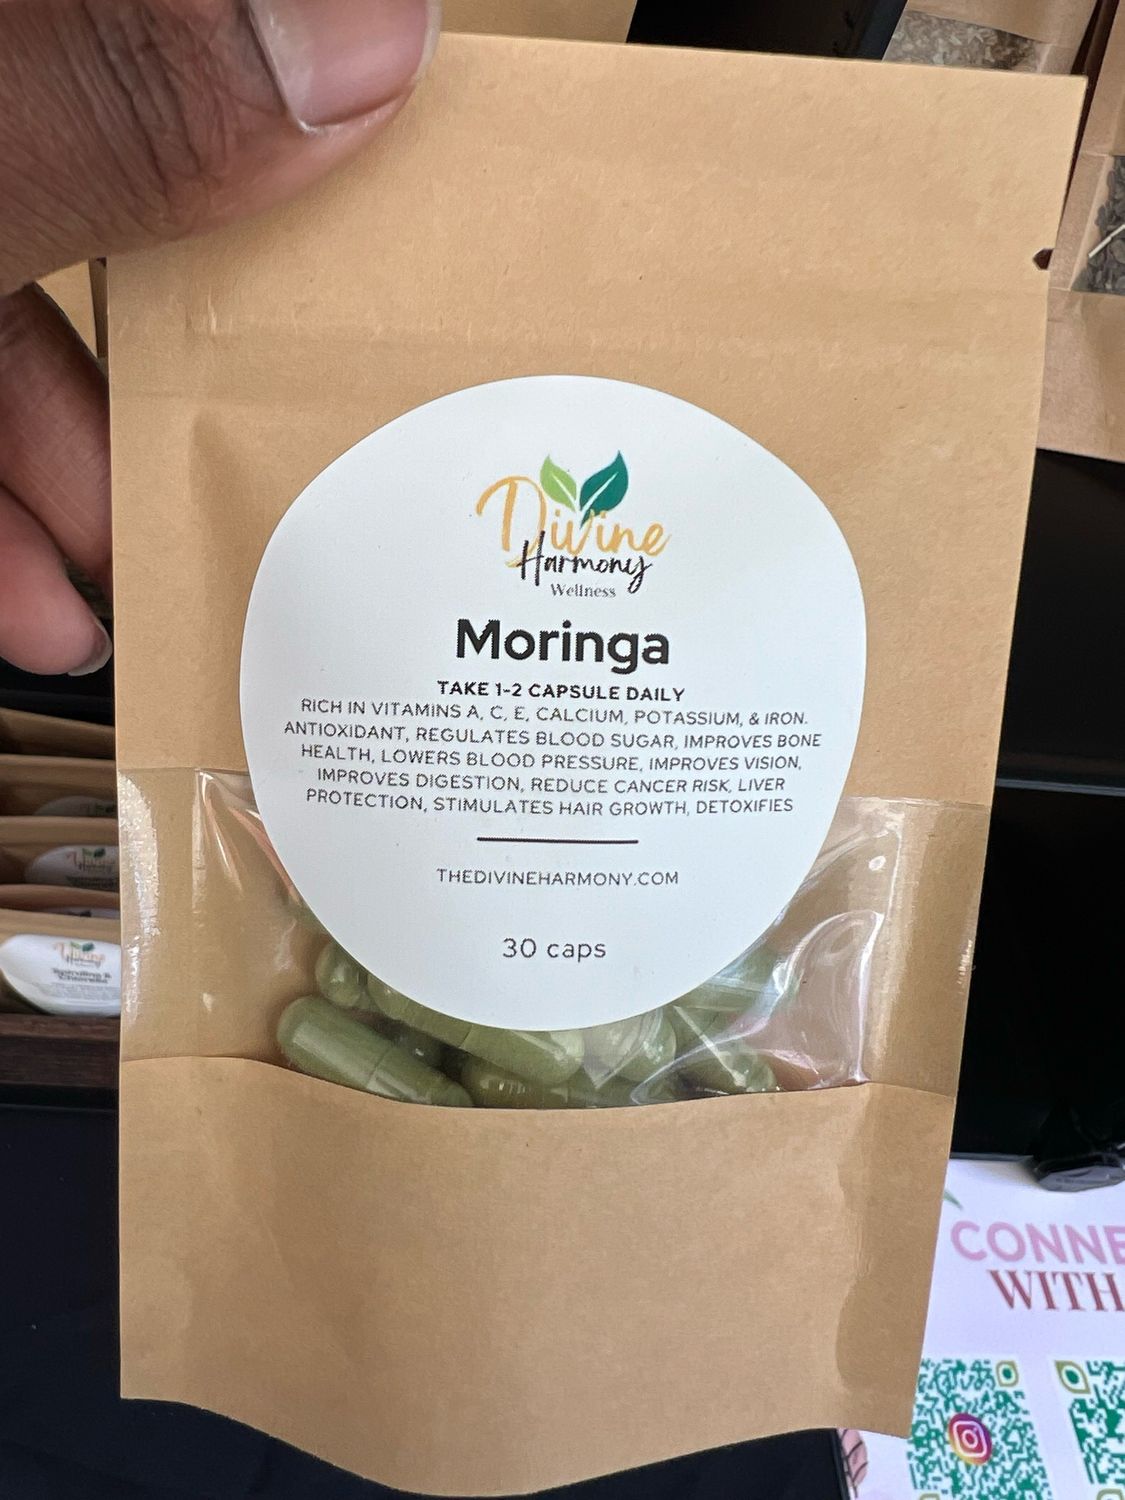 Divine
Harmony
Wellness
Moringa
TAKE 1-2 CAPSULE DAILY
RICH IN VITAMINS A, C, E, CALCIUM, POTASSIUM, & IRON.
ANTIOXIDANT, REGULATES BLOOD SUGAR, IMPROVES BONE
HEALTH, LOWERS BLOOD PRESSURE, IMPROVES VISION,
IMPROVES DIGESTION, REDUCE CANCER RISK, LIVER
PROTECTION, STIMULATES HAIR GROWTH, DETOXIFIES
THEDIVINEHARMONY.COM
30 caps
CONNE
WITH